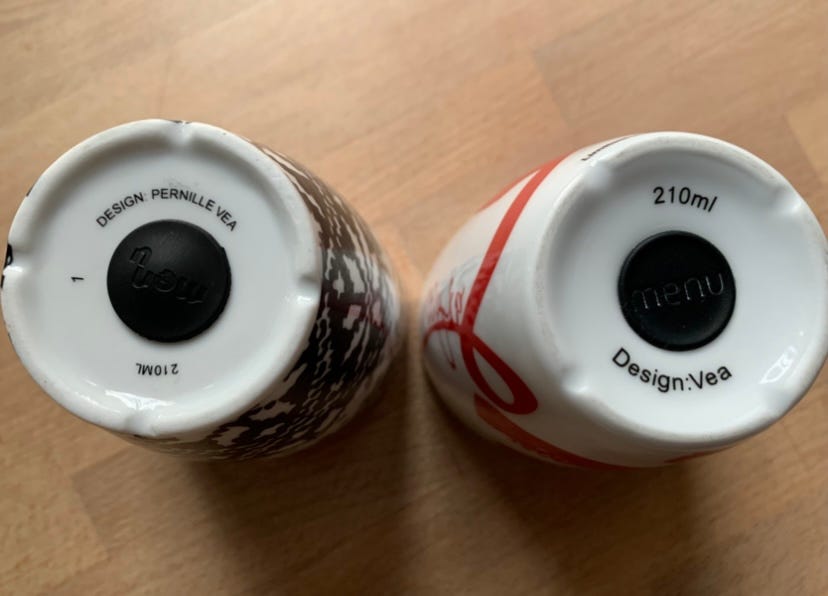 DESIGN: PERNILLE VEA
menu
1
210ML
210ml
menu
Design:Vea